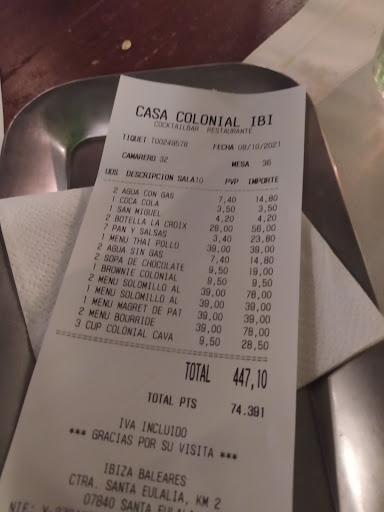 CASA COLONIAL IBI
COCKTAILBAR RESTAURANTE
TIQUET T00249578 FECHA 08/10/2021
CAMARERO 32 MESA 36
UDS DESCRIPCION SALA10 PVP IMPORTE
2 AGUA CON GAS 7,40 14,80
1 COCA COLA 3,50 3,50
1 SAN MIGUEL 4,20 4,20
2 BOTELLA LA CROIX 28,00 56,00
7 PAN Y SALSAS 3,40 23,80
1 MENU THAI POLLO 39,00 39,00
2 AGUA SIN GAS 7,40 14,80
2 SOPA DE CHOCOLATE 9,50 19,00
1 BROWNIE COLONIAL 9,50 9,50
2 MENU SOLOMILLO AL 39,00 78,00
1 MENU SOLOMILLO AL 39,00 39,00
1 MENU MAGRET DE PAT 39,00 39,00
2 MENU BOURRIDE 39,00 78,00
3 CUP COLONIAL CAVA 9,50 28,50
TOTAL 447,10
TOTAL PTS 74.391
IVA INCLUIDO
*** GRACIAS POR SU VISITA ***
IBIZA BALEARES
CTRA. SANTA EULALIA, KM 2
07840 SANTA EULALIA